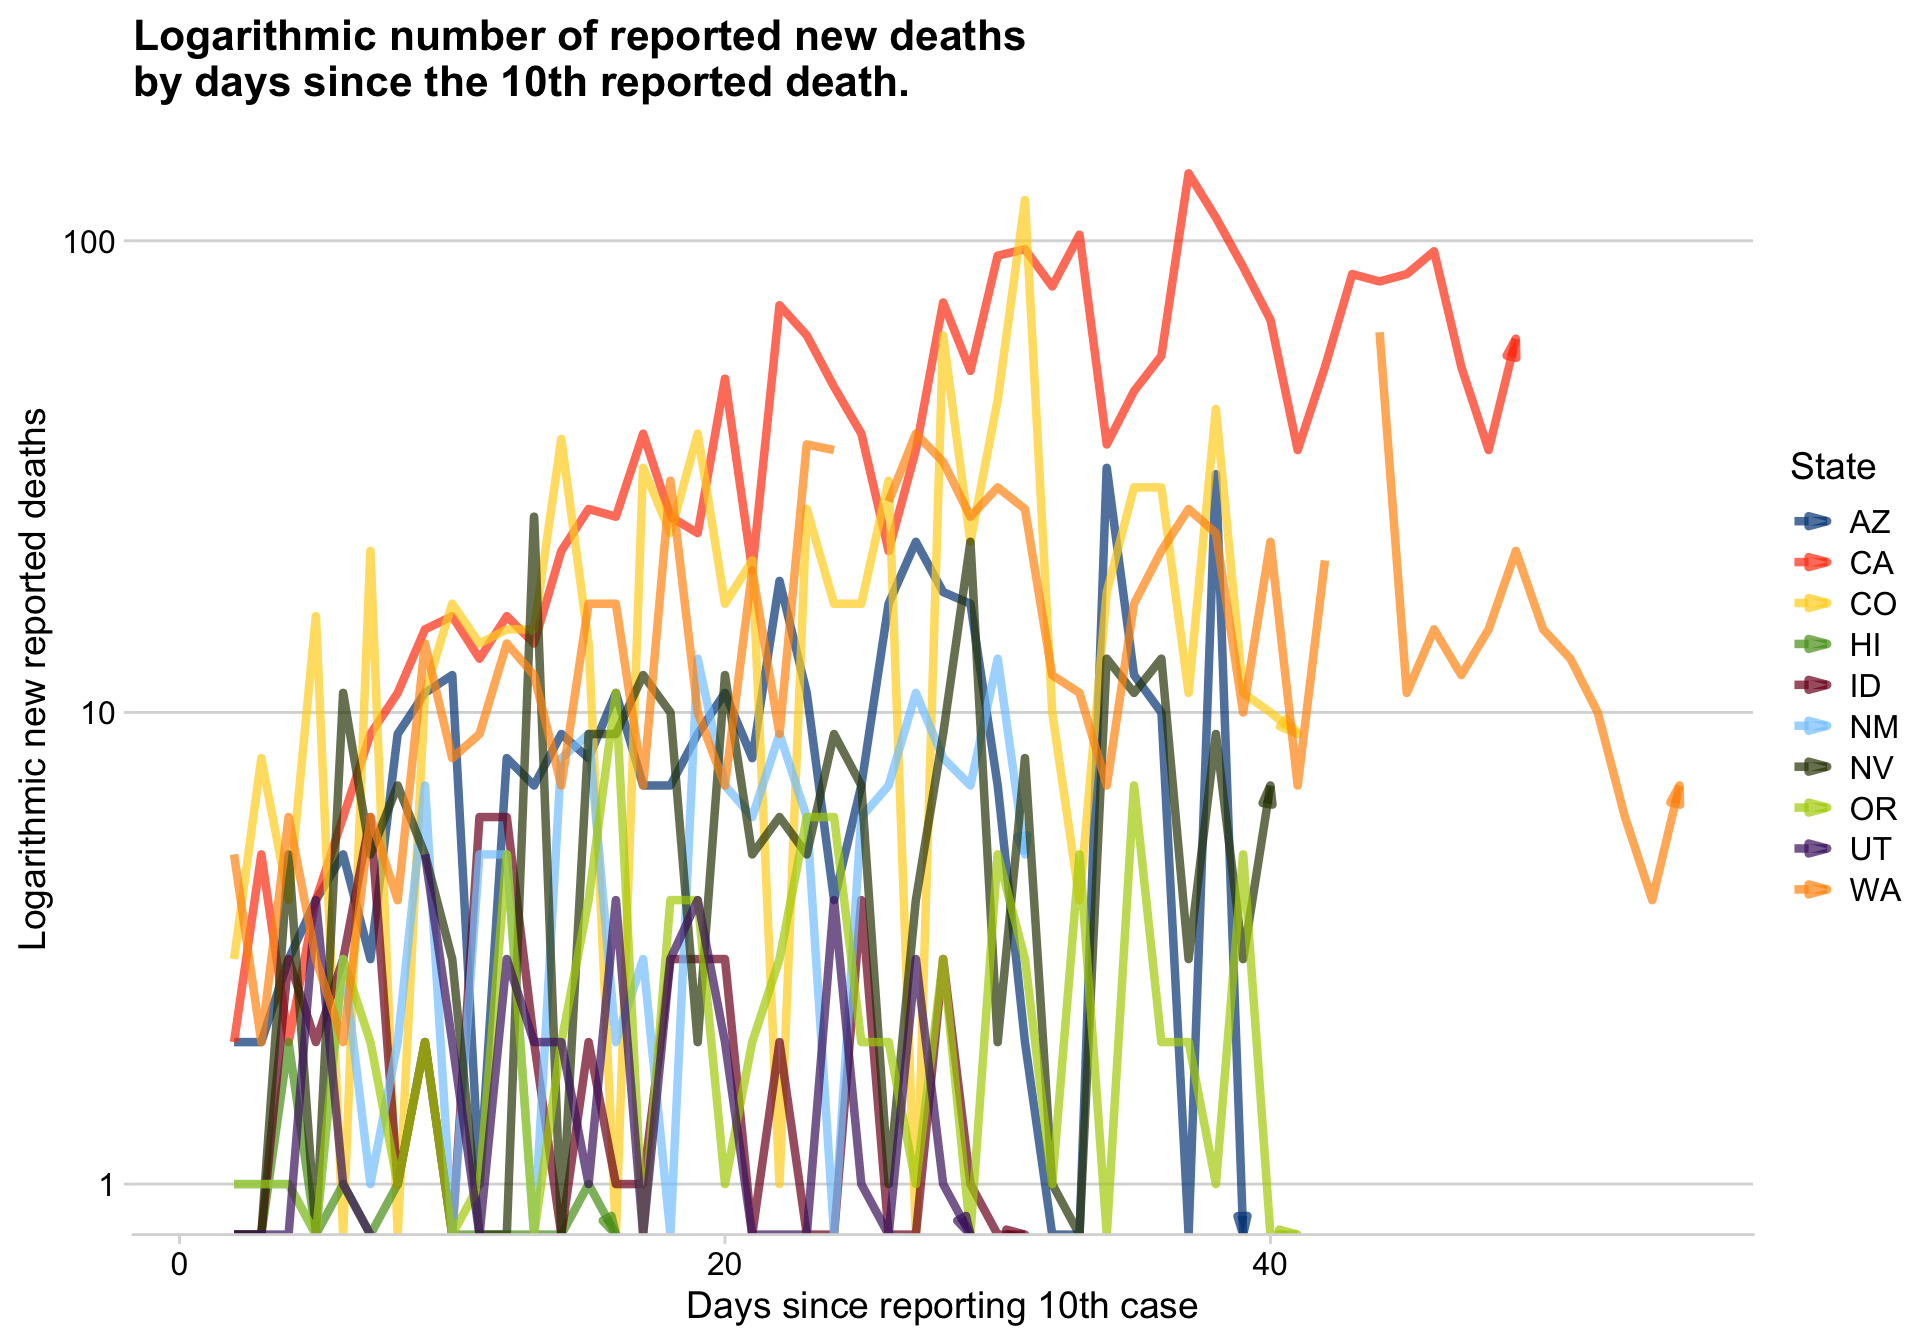 Logarithmic number of reported new deaths
by days since the 10th reported death.
100
10
1
Logarithmic new reported deaths
0
20
40
Days since reporting 10th case
State
AZ
CA
CO
HI
ID
NM
NV
OR
UT
WA